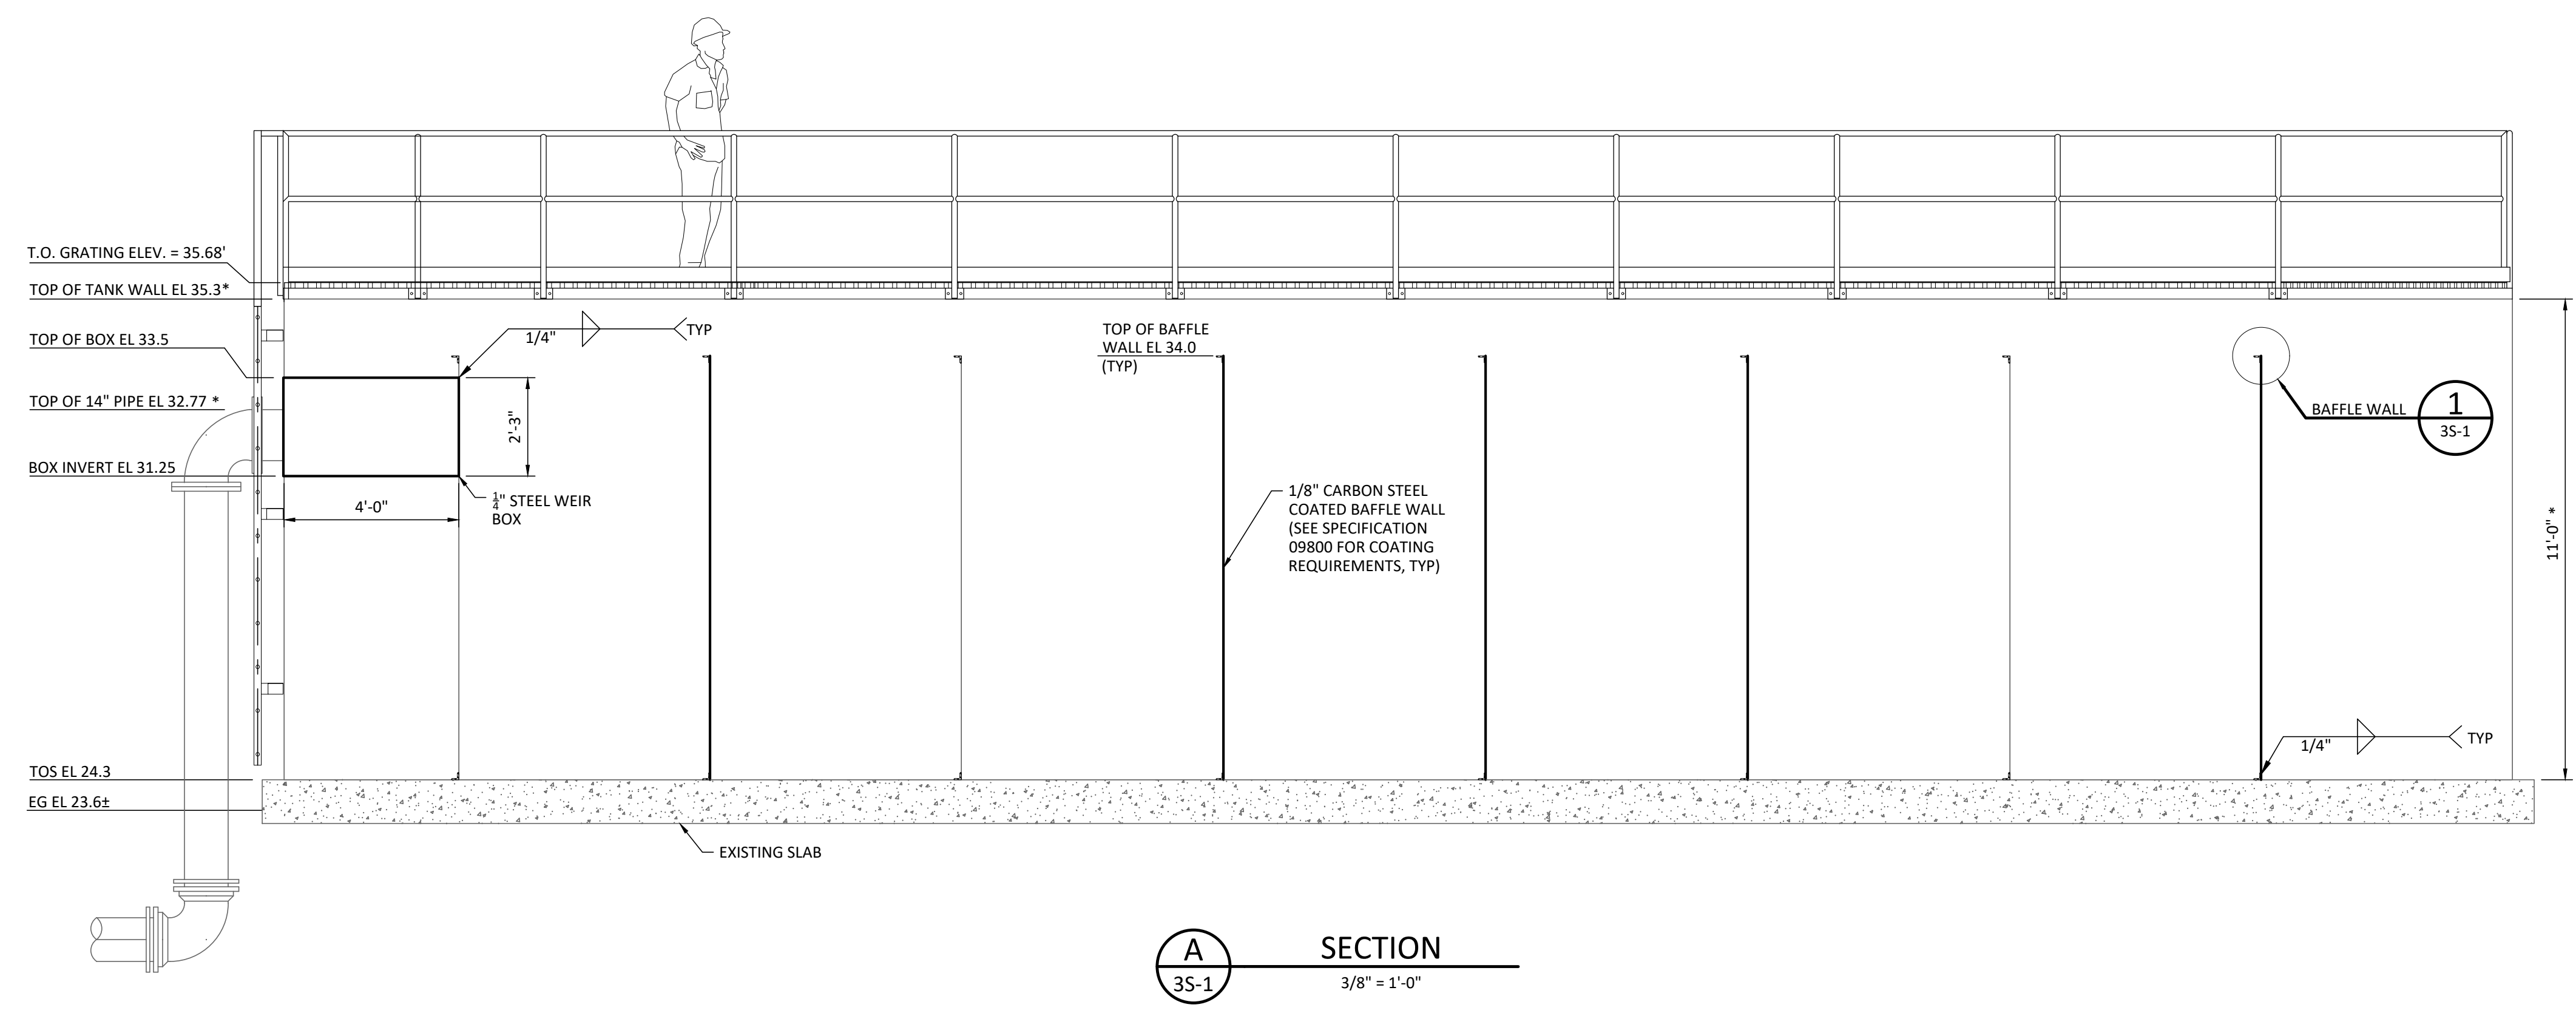 T.O. GRATING ELEV. = 35.68'
TOP OF TANK WALL EL 35.3*
TOP OF BOX EL 33.5
TOP OF 14" PIPE EL 32.77 *
BOX INVERT EL 31.25
TOS EL 24.3
EG EL 23.6±
1/4"
TYP
2'-3"
4'-0"
1/4" STEEL WEIR
BOX
TOP OF BAFFLE
WALL EL 34.0
(TYP)
1/8" CARBON STEEL
COATED BAFFLE WALL
(SEE SPECIFICATION
09800 FOR COATING
REQUIREMENTS, TYP)
BAFFLE WALL
1
3S-1
11'-0" *
1/4"
TYP
EXISTING SLAB
A
3S-1
SECTION
3/8" = 1'-0"